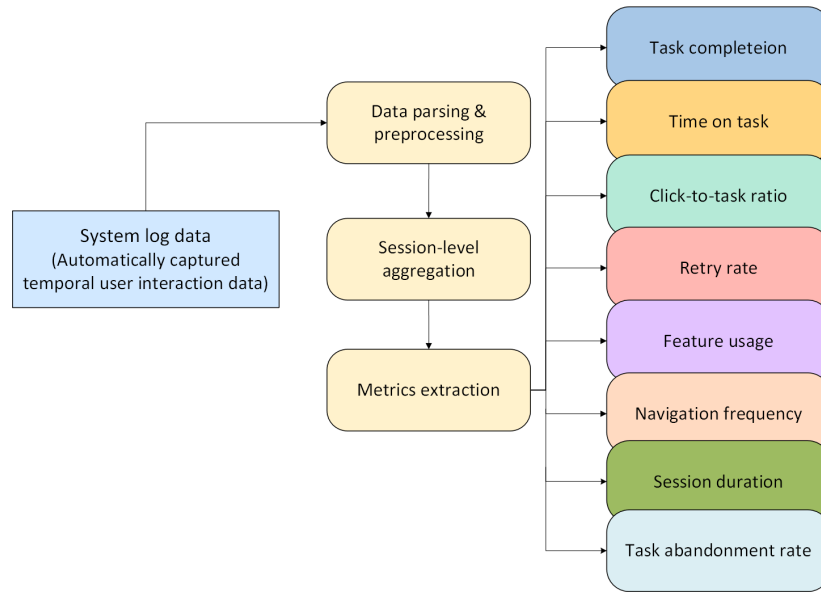 System log data
(Automatically captured
temporal user interaction data)
Data parsing &
preprocessing
Session-level
aggregation
Metrics extraction
Task completeion
Time on task
Click-to-task ratio
Retry rate
Feature usage
Navigation frequency
Session duration
Task abandonment rate